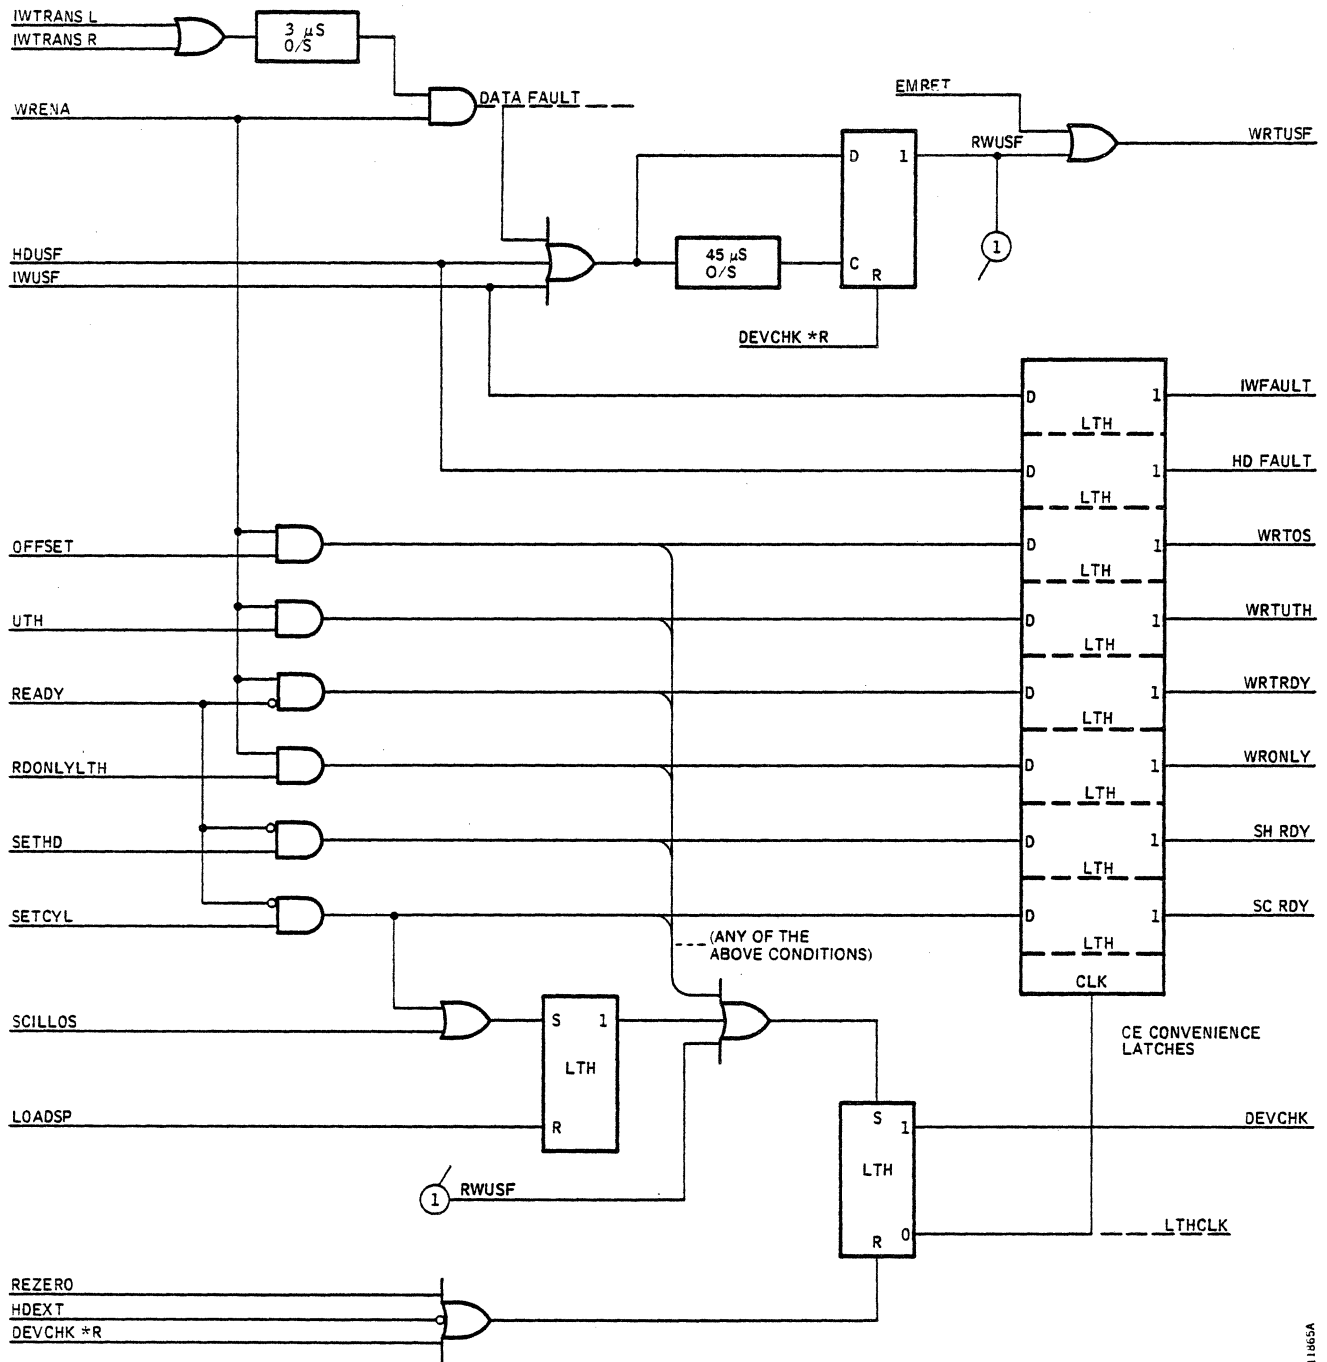 IWTRANS L
IWTRANS R
3 µS
O/S
WRENA
DATA FAULT
EMRET
RWUSF
WRTUSF
D 1
C
R
HDUSF
IWUSF
45 µS
O/S
1
DEVCHK *R
D 1 IWFAULT
LTH
D 1 HD FAULT
LTH
OFFSET
D 1 WRTOS
LTH
UTH
D 1 WRTUTH
LTH
READY
D 1 WRTRDY
LTH
RDONLYLTH
D 1 WRONLY
LTH
SETHD
D 1 SH RDY
LTH
SETCYL
D 1 SC RDY
LTH
CLK
(ANY OF THE
ABOVE CONDITIONS)
SCILLOS
S 1
LTH
R
CE CONVENIENCE
LATCHES
LOADSP
S 1
LTH
R 0
DEVCHK
1 RWUSF
LTHCLK
REZERO
HDEXT
DEVCHK *R
11865A